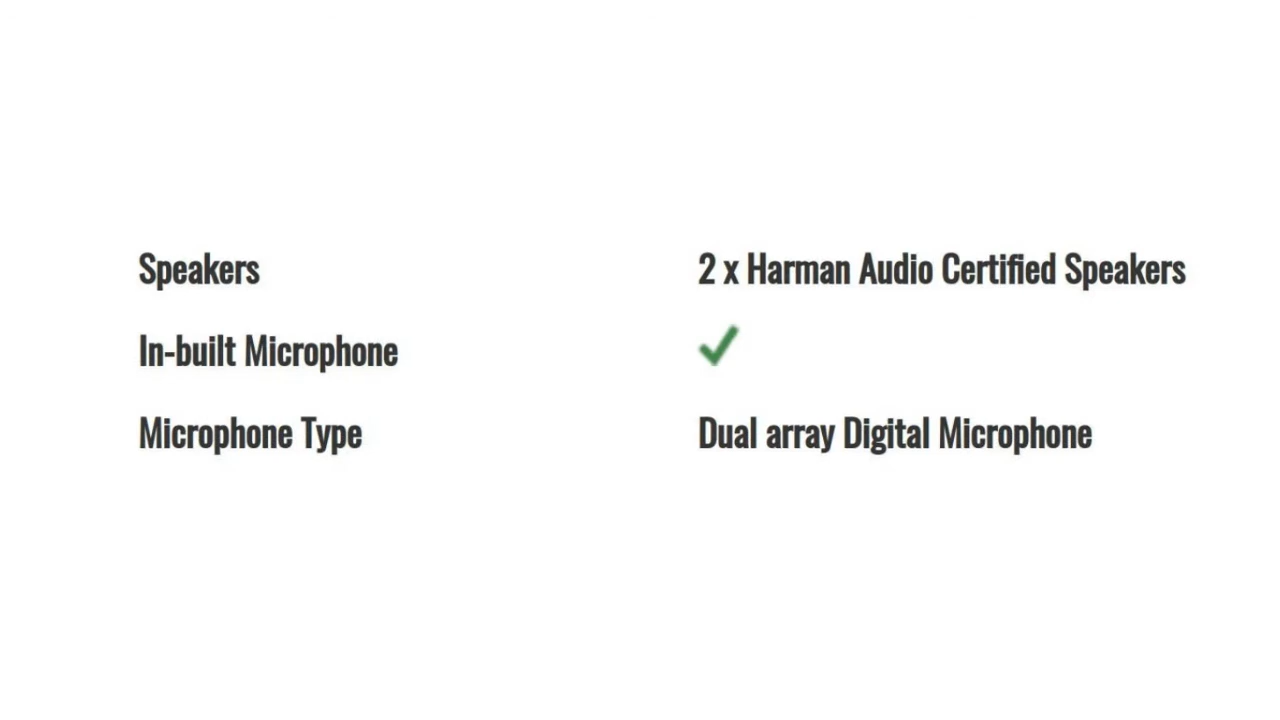 Speakers 2 x Harman Audio Certified Speakers
In-built Microphone ✔
Microphone Type Dual array Digital Microphone